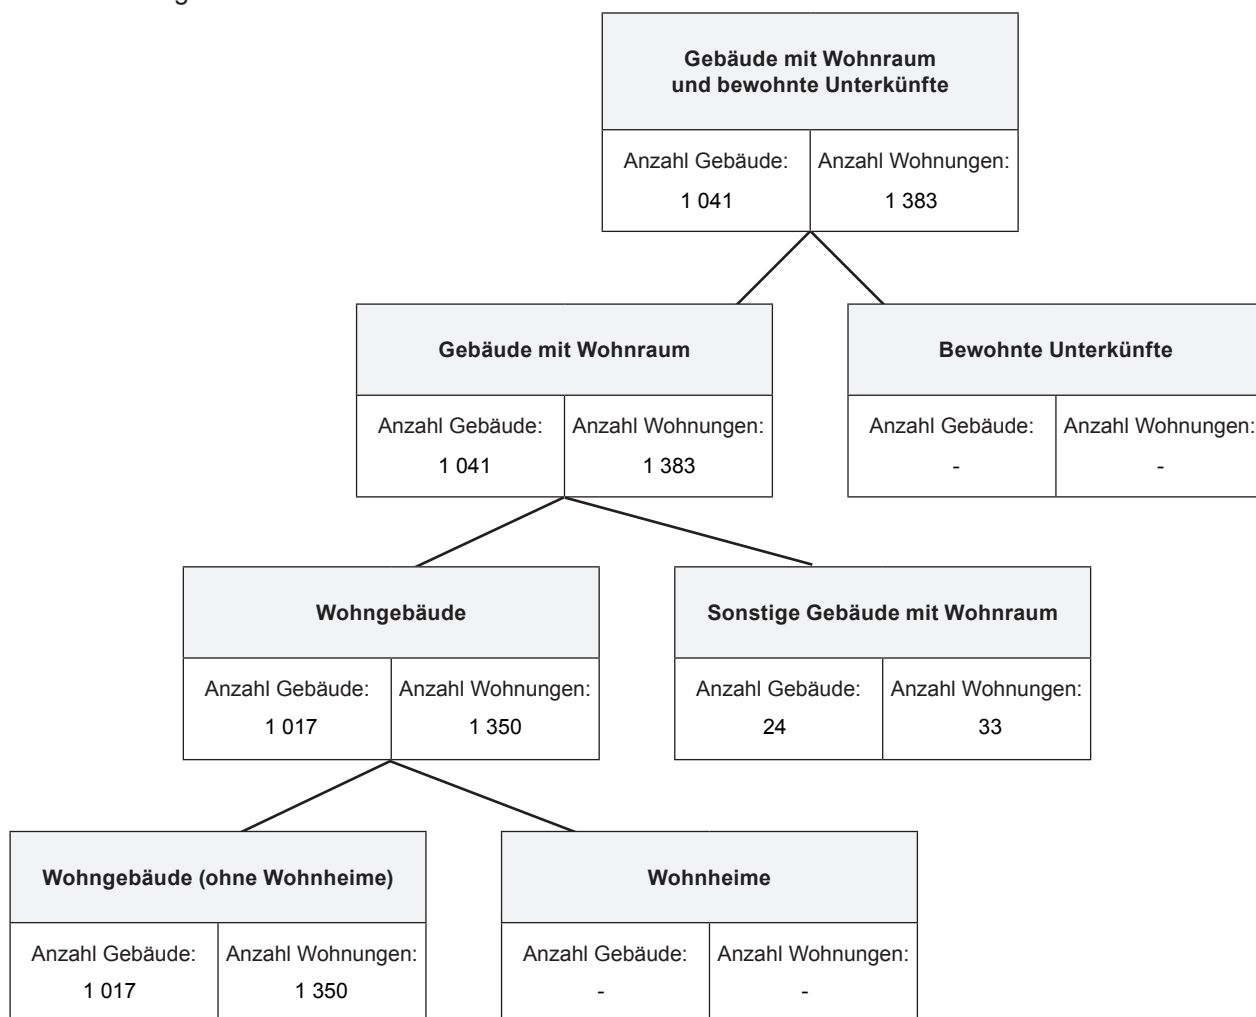 Gebäude mit Wohnraum
und bewohnte Unterkünfte
Anzahl Gebäude: Anzahl Wohnungen:
1 041 1 383
Gebäude mit Wohnraum Bewohnte Unterkünfte
Anzahl Gebäude: Anzahl Wohnungen: Anzahl Gebäude: Anzahl Wohnungen:
1 041 1 383 - -
Wohngebäude Sonstige Gebäude mit Wohnraum
Anzahl Gebäude: Anzahl Wohnungen: Anzahl Gebäude: Anzahl Wohnungen:
1 017 1 350 24 33
Wohngebäude (ohne Wohnheime) Wohnheime
Anzahl Gebäude: Anzahl Wohnungen: Anzahl Gebäude: Anzahl Wohnungen:
1 017 1 350 - -